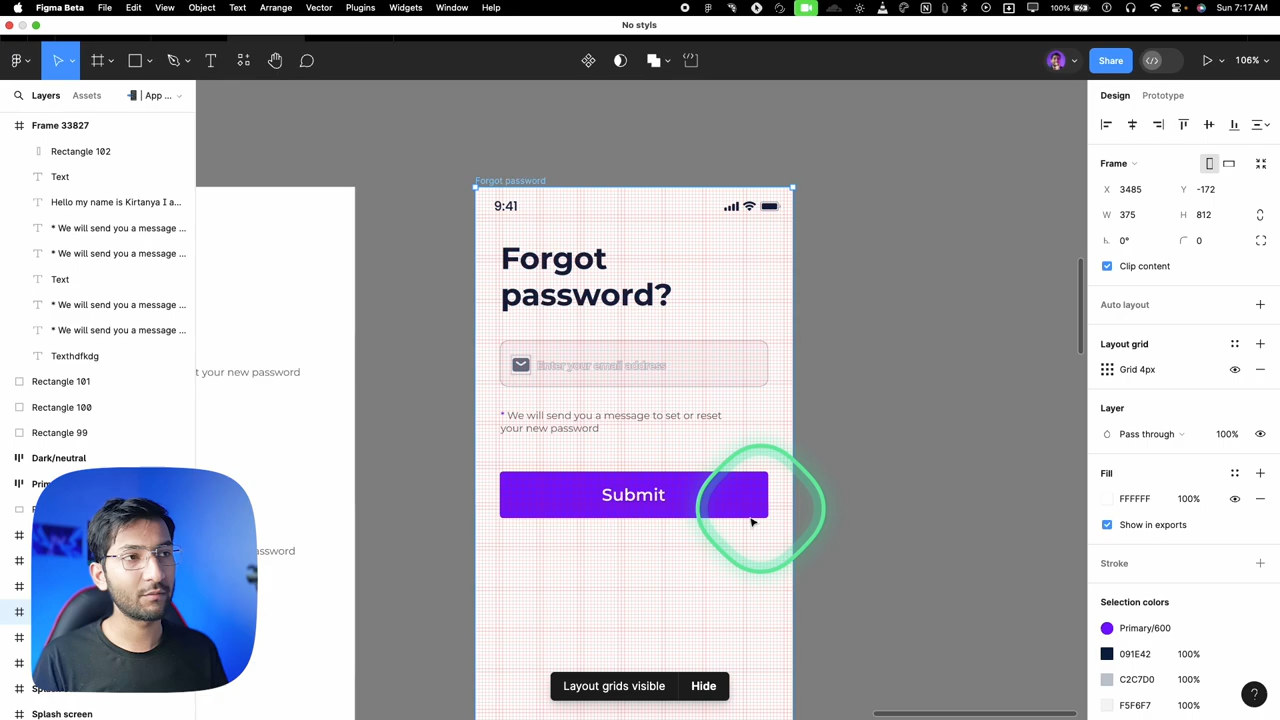 Figma Beta File Edit View Object Text Arrange Vector Plugins Widgets Window Help 100% Sun 7:17 AM
No styls
Share 106%
Layers Assets | App ...
Frame 33827
Rectangle 102
Text
Hello my name is Kirtanya I a...
* We will send you a message ...
* We will send you a message ...
Text
* We will send you a message ...
* We will send you a message ...
Texthdfkdg
Rectangle 101
Rectangle 100
Rectangle 99
Dark/neutral
Splash screen
t your new password
assword
Forgot password
9:41
Forgot
password?
Enter your email address
* We will send you a message to set or reset
your new password
Submit
Layout grids visible Hide
Design Prototype
Frame
X 3485 Y -172
W 375 H 812
0° 0
Clip content
Auto layout
Layout grid
Grid 4px
Layer
Pass through 100%
Fill
FFFFFF 100%
Show in exports
Stroke
Selection colors
Primary/600
091E42 100%
C2C7D0 100%
F5F6F7 100%
?